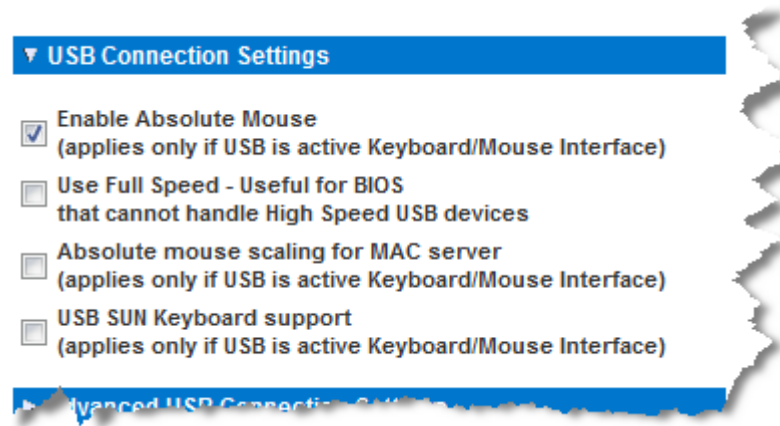 USB Connection Settings
Enable Absolute Mouse
(applies only if USB is active Keyboard/Mouse Interface)
Use Full Speed - Useful for BIOS
that cannot handle High Speed USB devices
Absolute mouse scaling for MAC server
(applies only if USB is active Keyboard/Mouse Interface)
USB SUN Keyboard support
(applies only if USB is active Keyboard/Mouse Interface)
USB Connection